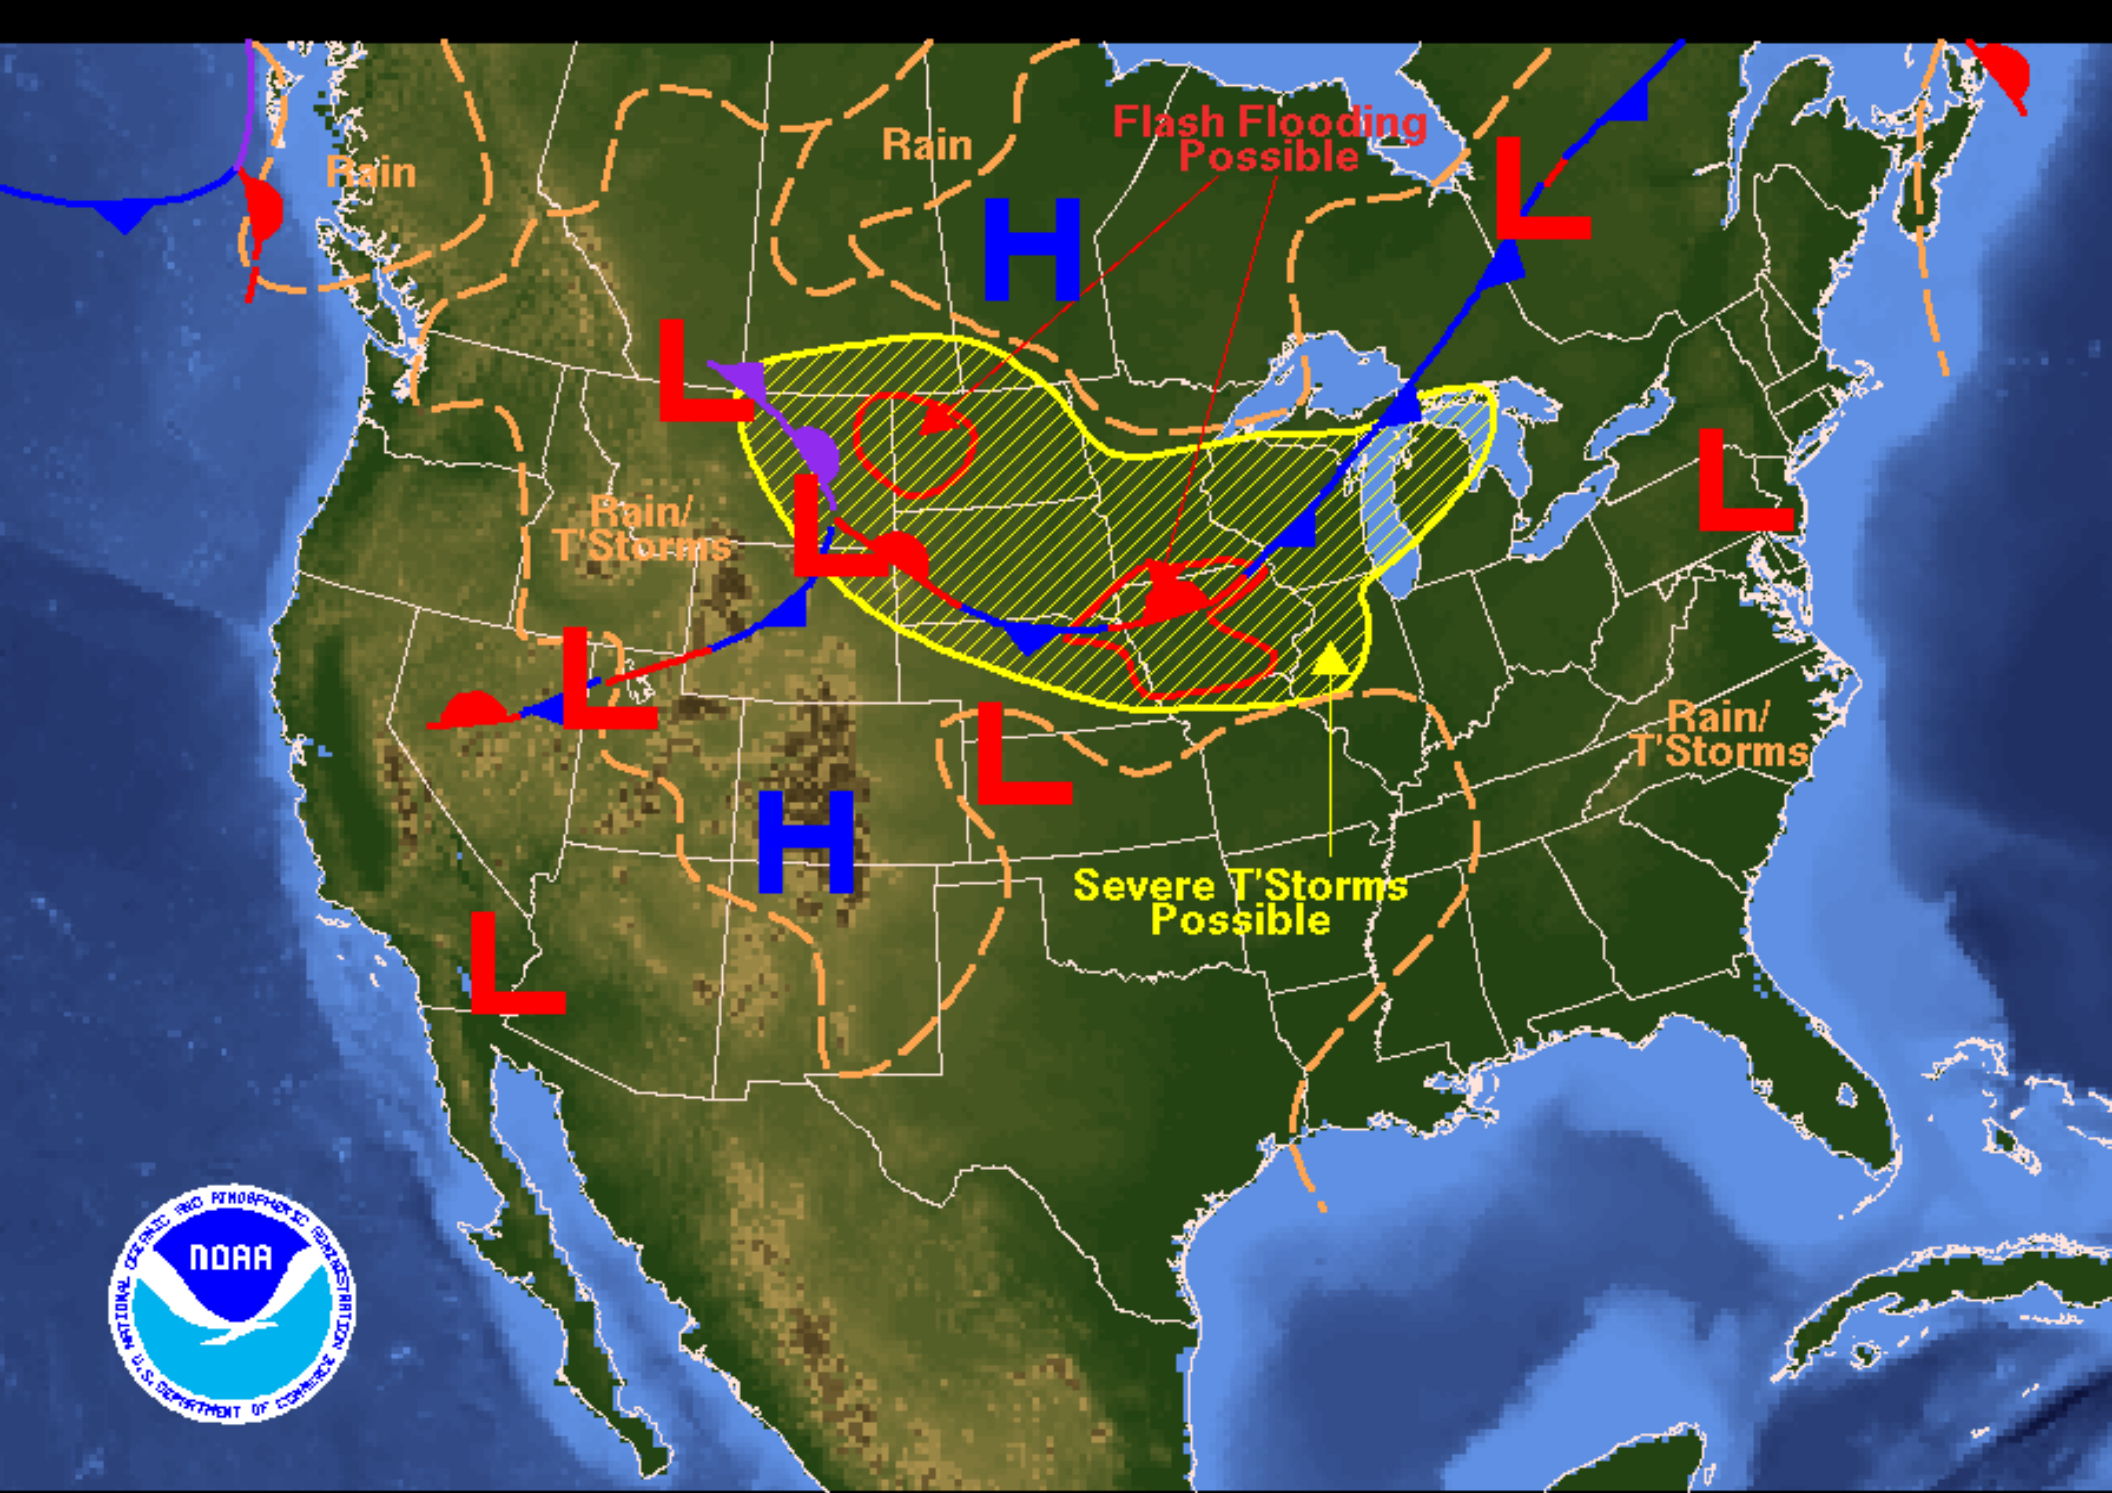 Flash Flooding
Possible
Rain
Rain
H
L
L
L
Rain/
T'Storms
L
L
L
Rain/
T'Storms
L
H
Severe T'Storms
Possible
L
NATIONAL OCEANIC AND ATMOSPHERIC ADMINISTRATION
NOAA
U.S. DEPARTMENT OF COMMERCE